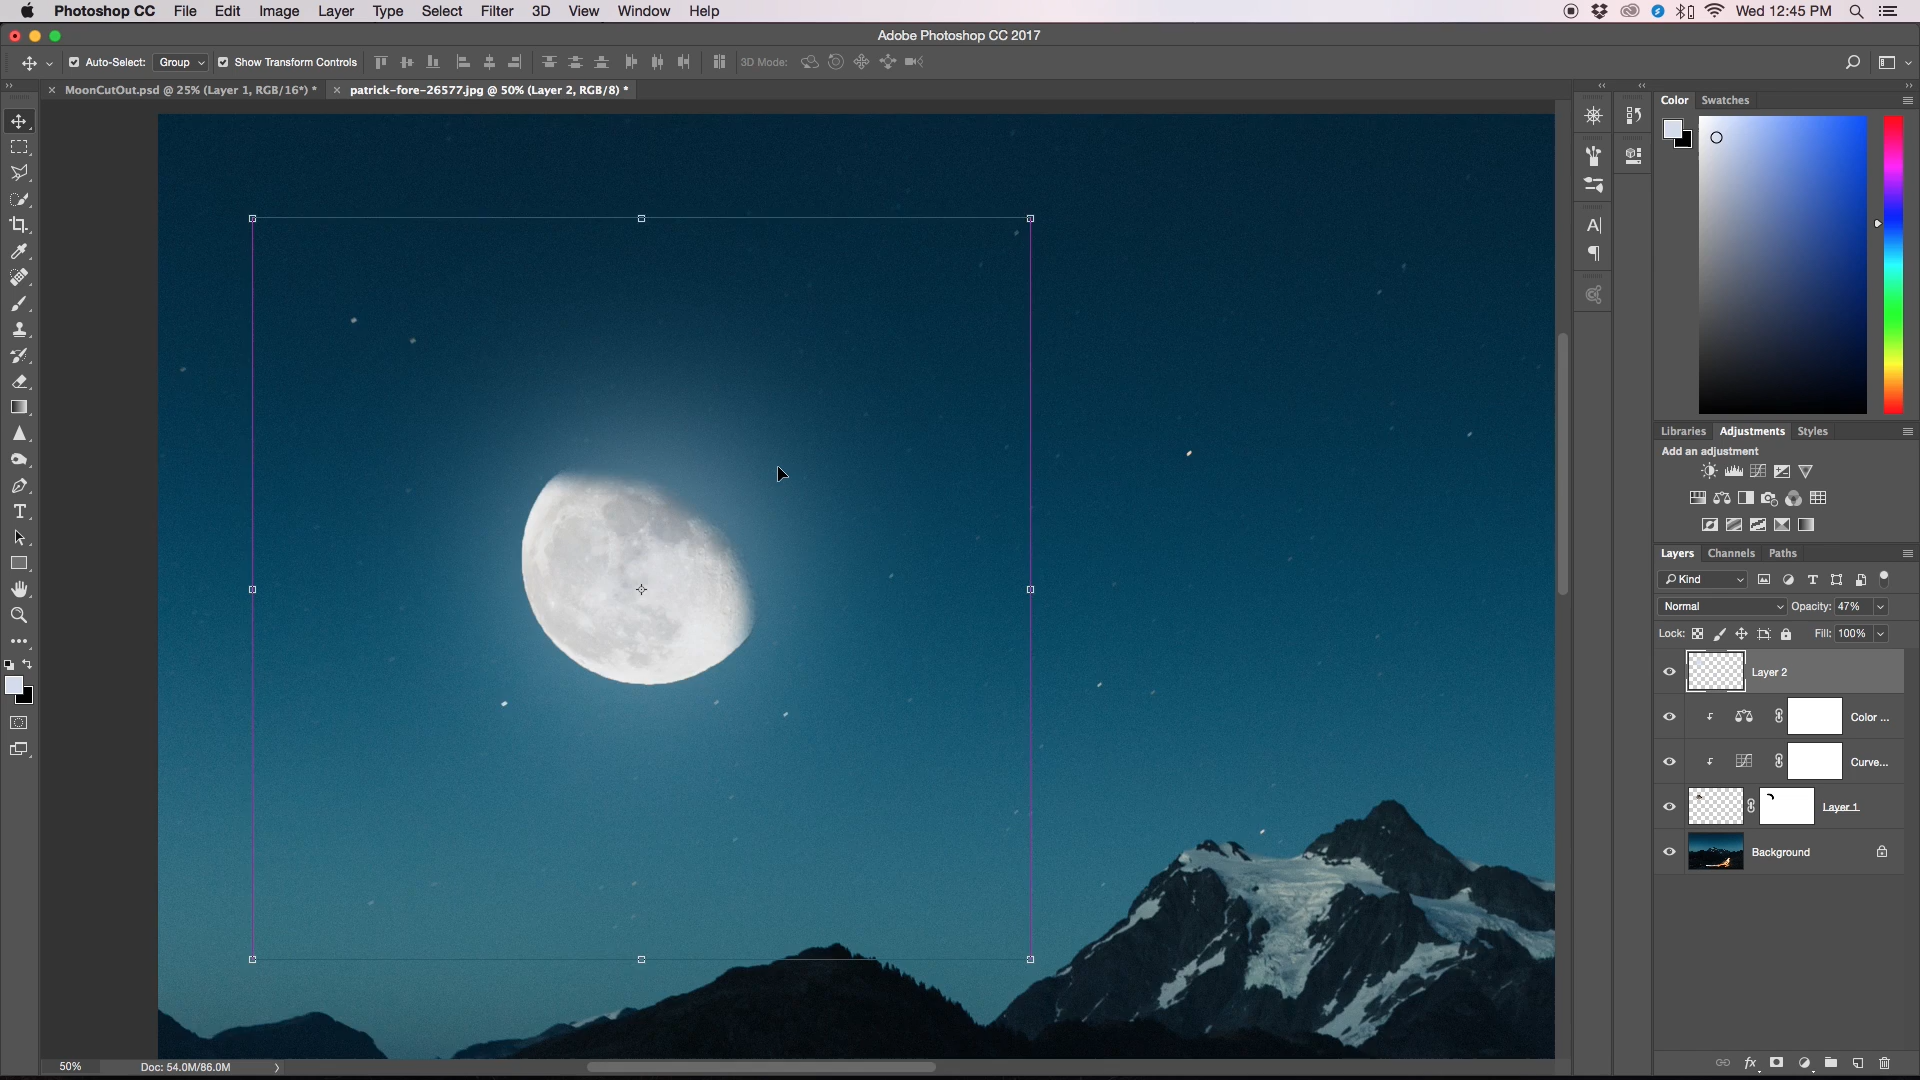 Photoshop CC File Edit Image Layer Type Select Filter 3D View Window Help Wed 12:45 PM
Adobe Photoshop CC 2017
Auto-Select: Group Show Transform Controls 3D Mode:
MoonCutOut.psd @ 25% (Layer 1, RGB/16*) * patrick-fore-26577.jpg @ 50% (Layer 2, RGB/8) *
Color Swatches
Libraries Adjustments Styles
Add an adjustment
Layers Channels Paths
Kind
Normal Opacity: 47%
Lock: Fill: 100%
Layer 2
Color ...
Curve...
Layer 1
Background
50% Doc: 54.0M/86.0M